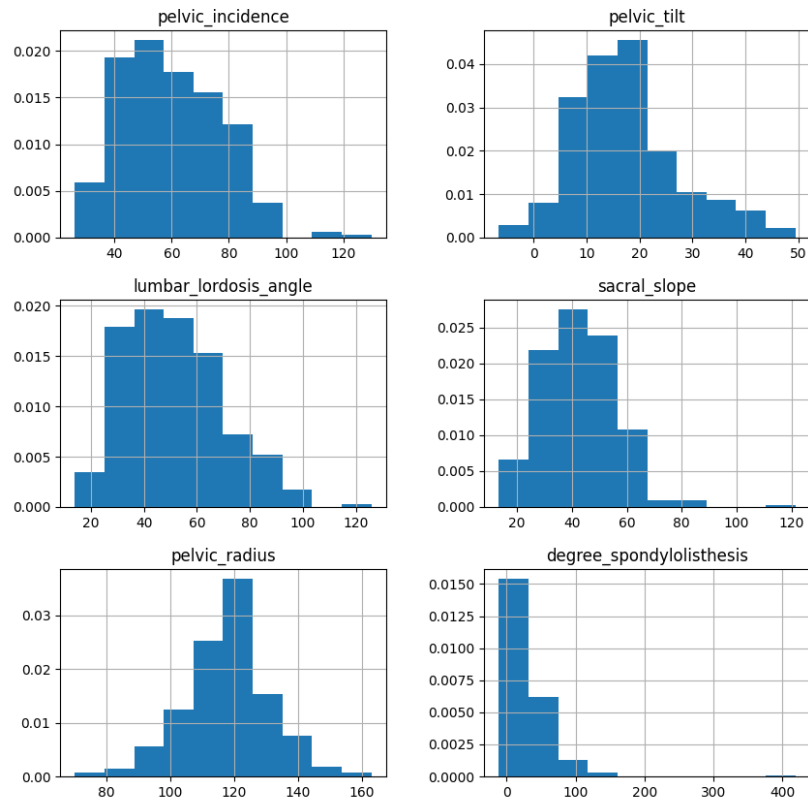 pelvic_incidence
0.020
0.015
0.010
0.005
0.000
40 60 80 100 120
pelvic_tilt
0.04
0.03
0.02
0.01
0.00
0 10 20 30 40 50
lumbar_lordosis_angle
0.020
0.015
0.010
0.005
0.000
20 40 60 80 100 120
sacral_slope
0.025
0.020
0.015
0.010
0.005
0.000
20 40 60 80 100 120
pelvic_radius
0.03
0.02
0.01
0.00
80 100 120 140 160
degree_spondylolisthesis
0.0150
0.0125
0.0100
0.0075
0.0050
0.0025
0.0000
0 100 200 300 400